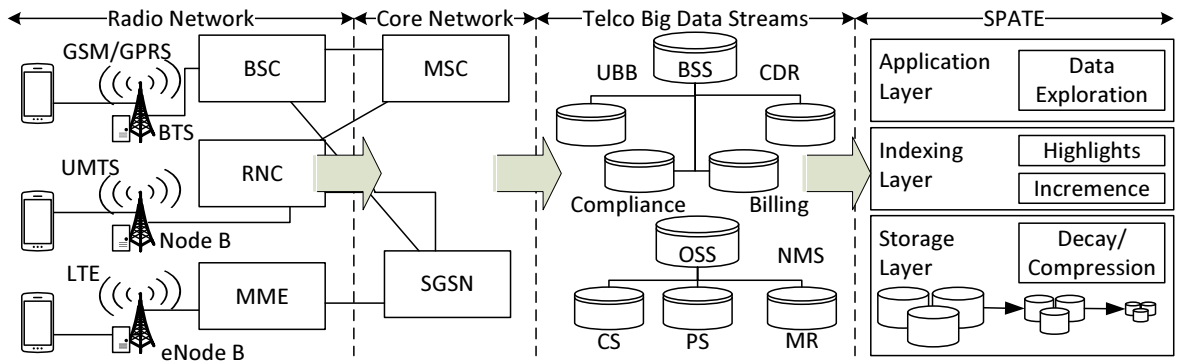 Radio Network
Core Network
Telco Big Data Streams
SPATE
GSM/GPRS
BTS
BSC
MSC
UMTS
Node B
RNC
LTE
eNode B
MME
SGSN
UBB
BSS
CDR
Compliance
Billing
OSS
NMS
CS
PS
MR
Application
Layer
Data
Exploration
Indexing
Layer
Highlights
Incremence
Storage
Layer
Decay/
Compression